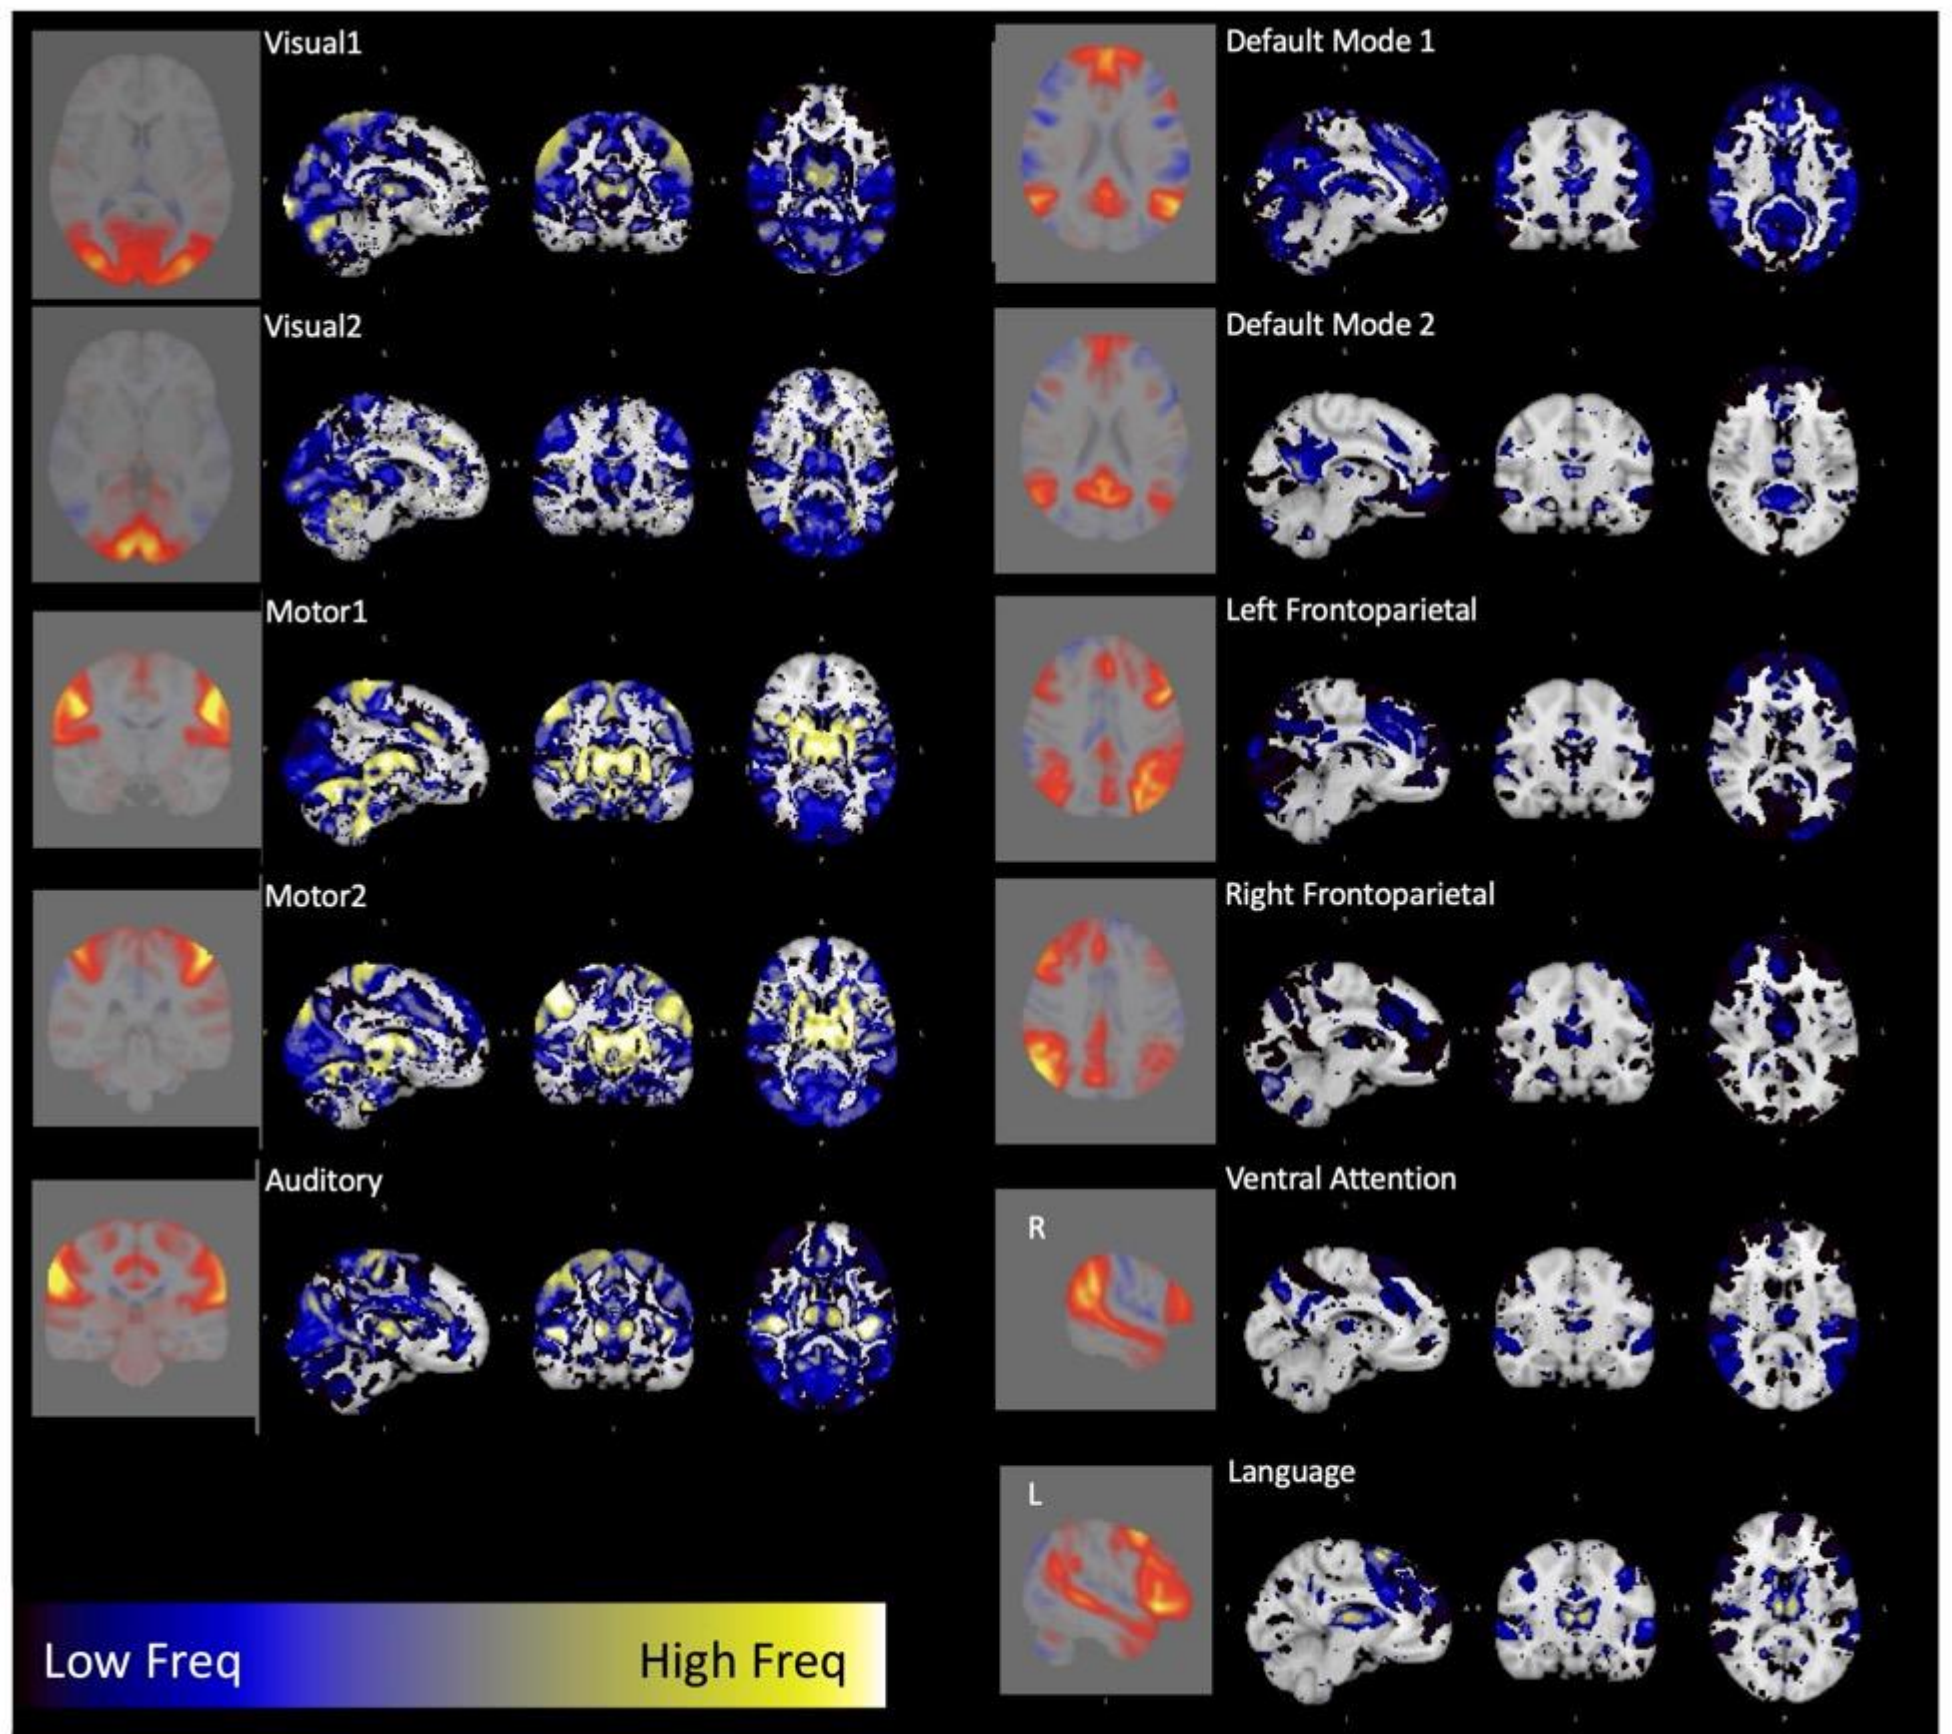 Visual1
Visual2
Motor1
Motor2
Auditory
Low Freq
High Freq
Default Mode 1
Default Mode 2
Left Frontoparietal
Right Frontoparietal
Ventral Attention
R
Language
L